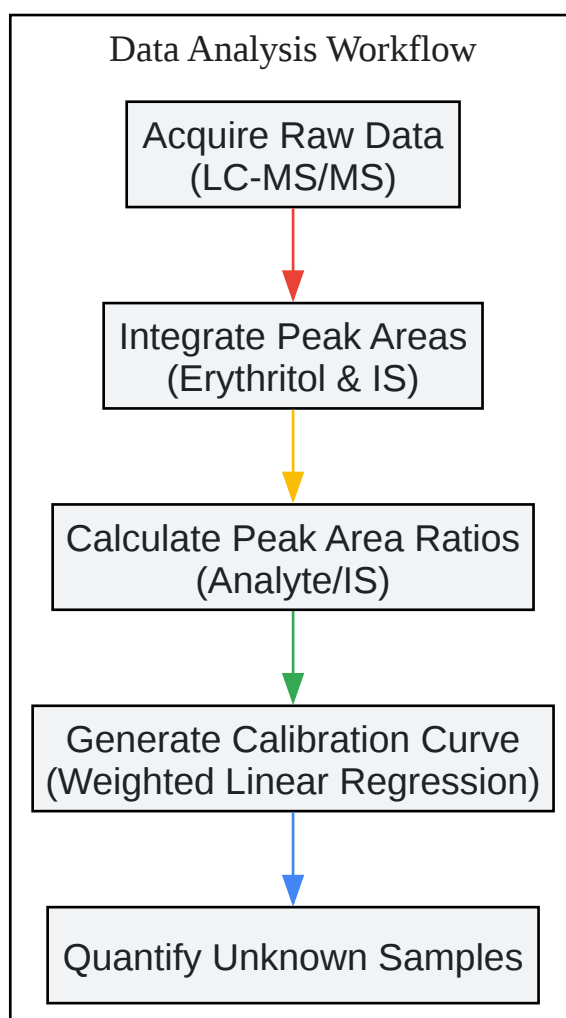 Data Analysis Workflow
Acquire Raw Data
(LC-MS/MS)
Integrate Peak Areas
(Erythritol & IS)
Calculate Peak Area Ratios
(Analyte/IS)
Generate Calibration Curve
(Weighted Linear Regression)
Quantify Unknown Samples